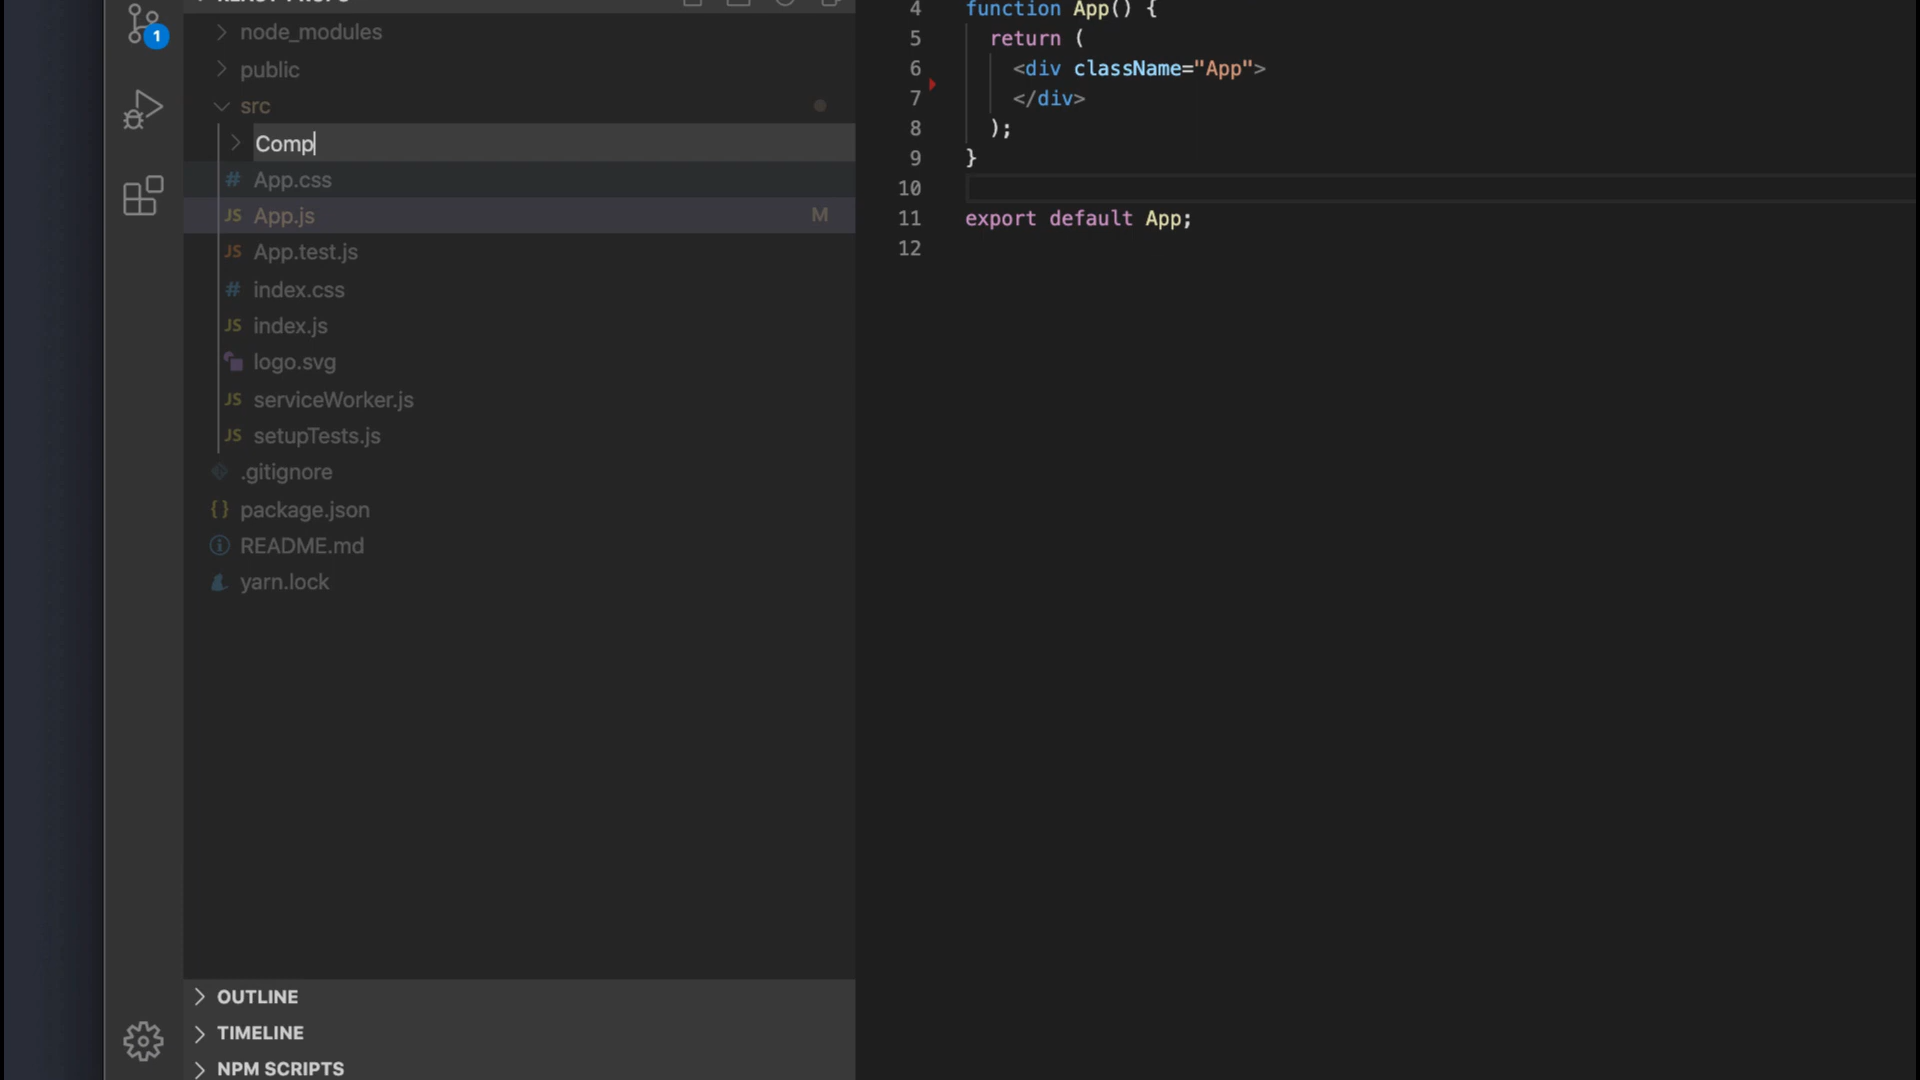 1
node_modules
public
src
Comp
# App.css
JS App.js M
JS App.test.js
# index.css
JS index.js
logo.svg
JS serviceWorker.js
JS setupTests.js
.gitignore
{} package.json
README.md
yarn.lock
OUTLINE
TIMELINE
NPM SCRIPTS
4 function App() {
5 return (
6 <div className="App">
7 </div>
8 );
9 }
10
11 export default App;
12